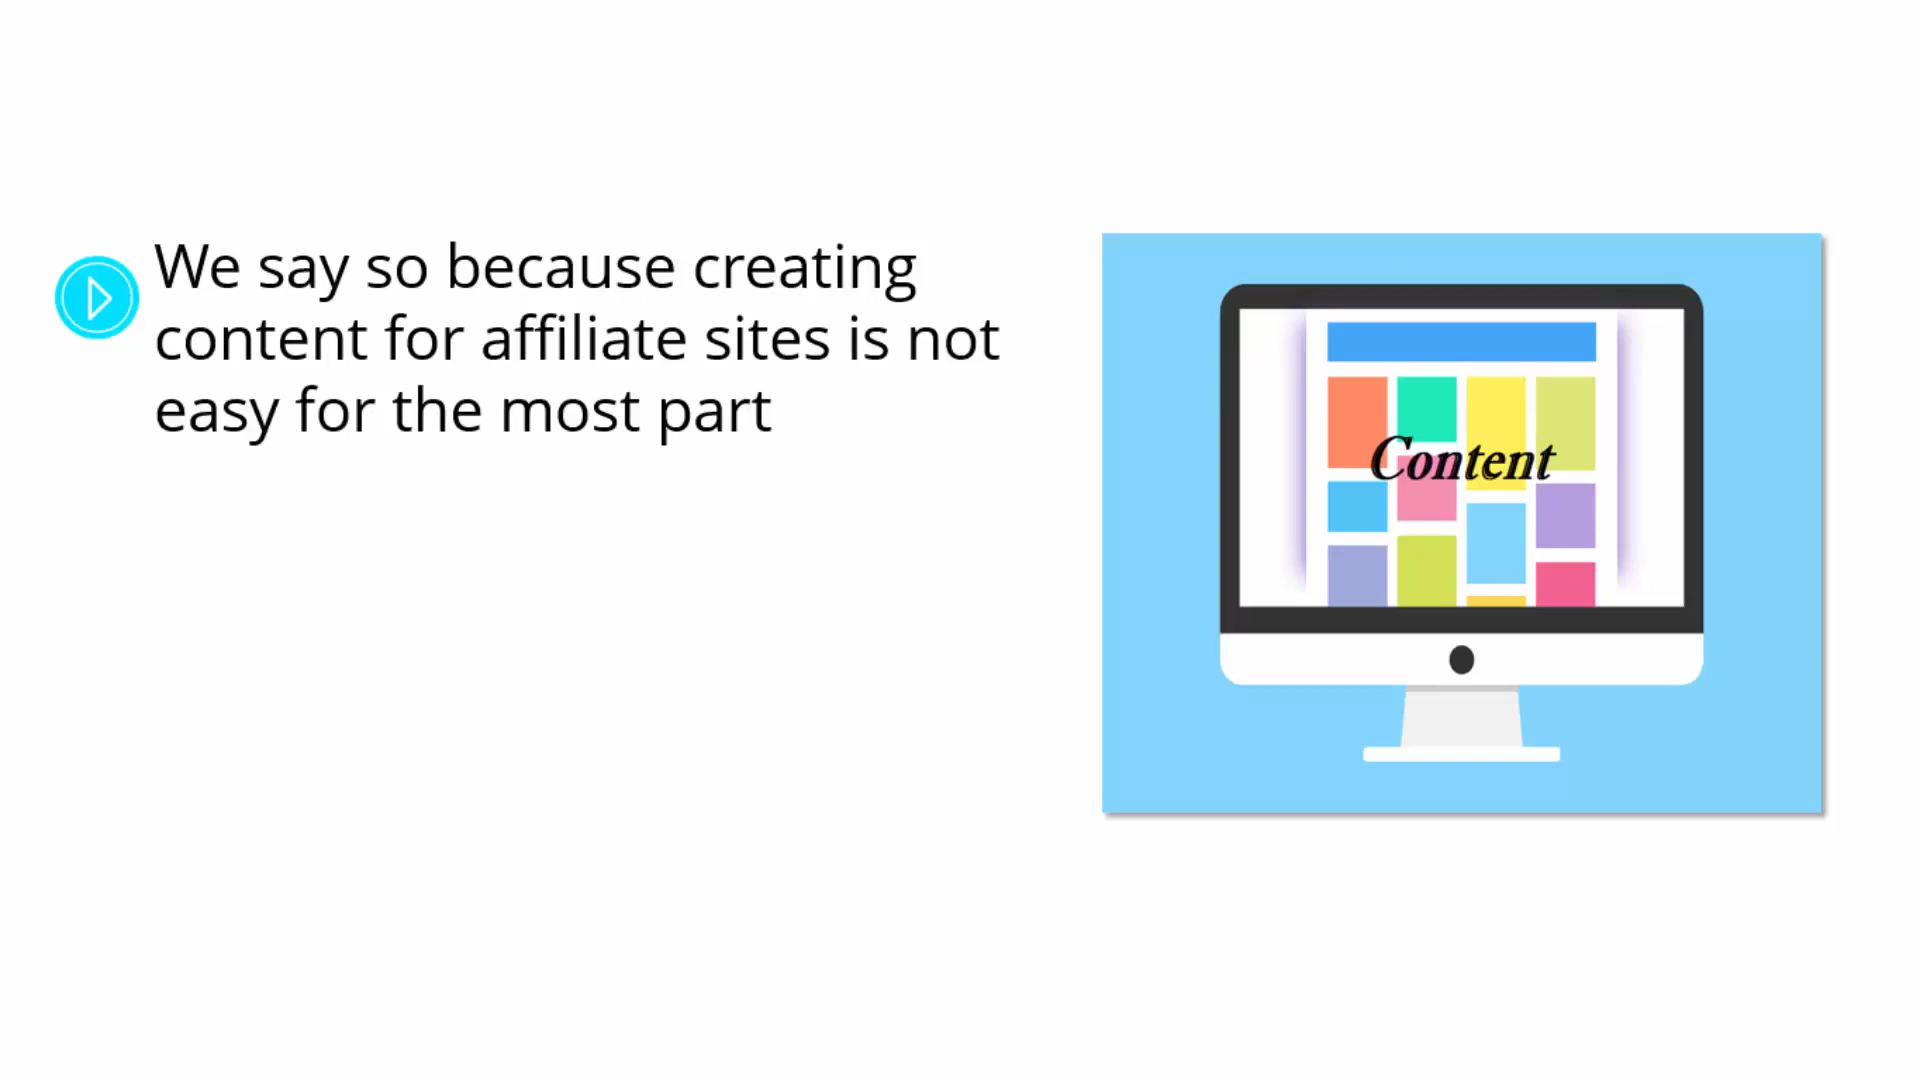 We say so because creating
content for affiliate sites is not
easy for the most part
Content